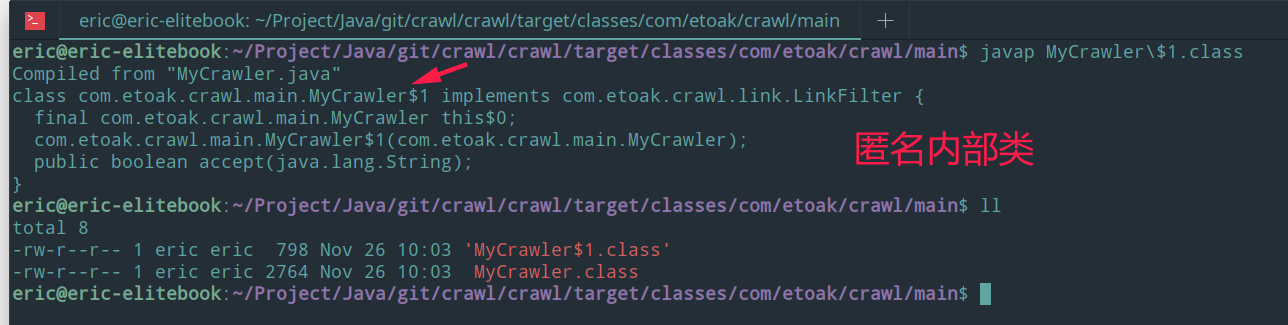 eric@eric-elitebook: ~/Project/Java/git/crawl/crawl/target/classes/com/etoak/crawl/main
eric@eric-elitebook:~/Project/Java/git/crawl/crawl/target/classes/com/etoak/crawl/main$ javap MyCrawler\$1.class
Compiled from "MyCrawler.java"
class com.etoak.crawl.main.MyCrawler$1 implements com.etoak.crawl.link.LinkFilter {
  final com.etoak.crawl.main.MyCrawler this$0;
  com.etoak.crawl.main.MyCrawler$1(com.etoak.crawl.main.MyCrawler);
  public boolean accept(java.lang.String);
}
匿名内部类
eric@eric-elitebook:~/Project/Java/git/crawl/crawl/target/classes/com/etoak/crawl/main$ ll
total 8
-rw-r--r-- 1 eric eric  798 Nov 26 10:03 'MyCrawler$1.class'
-rw-r--r-- 1 eric eric 2764 Nov 26 10:03  MyCrawler.class
eric@eric-elitebook:~/Project/Java/git/crawl/crawl/target/classes/com/etoak/crawl/main$